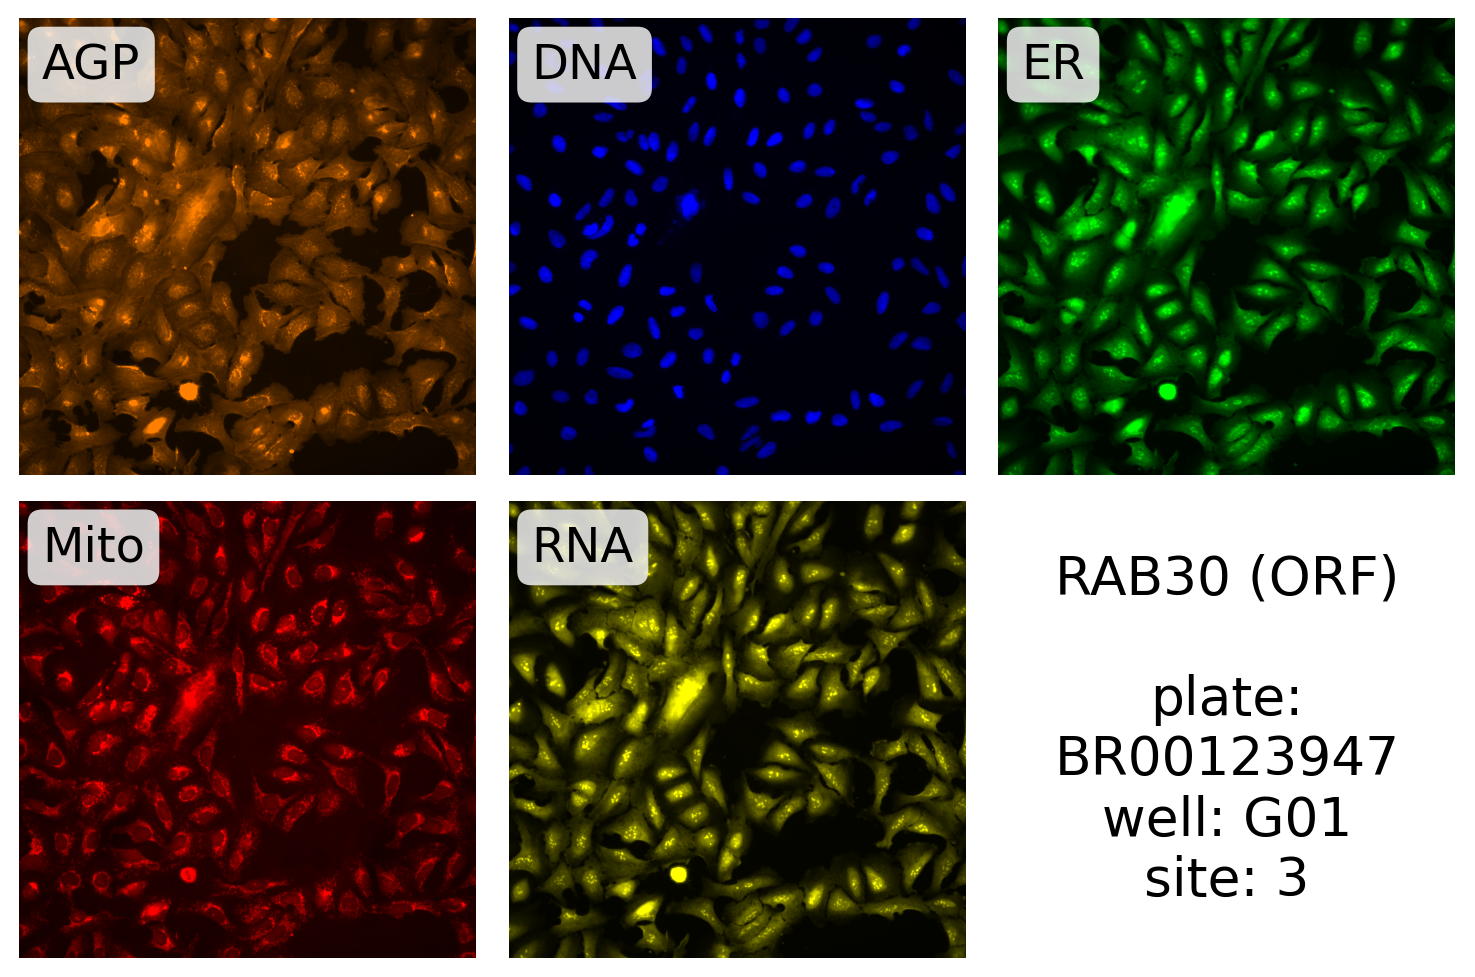 AGP
DNA
ER
Mito
RNA
RAB30 (ORF)
plate:
BR00123947
well: G01
site: 3